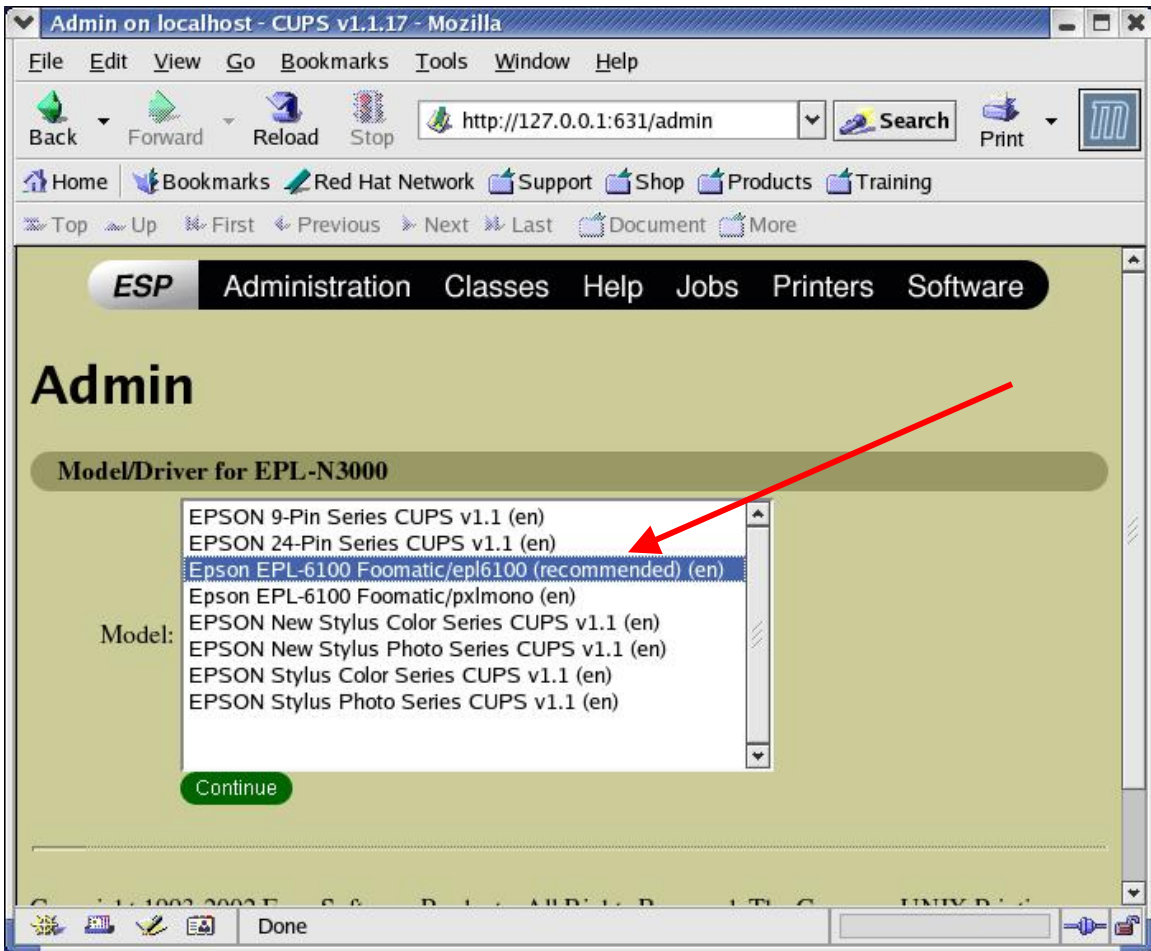 Admin on localhost - CUPS v1.1.17 - Mozilla
File Edit View Go Bookmarks Tools Window Help
Back Forward Reload Stop http://127.0.0.1:631/admin Search Print
Home Bookmarks Red Hat Network Support Shop Products Training
Top Up First Previous Next Last Document More
ESP Administration Classes Help Jobs Printers Software
Admin
Model/Driver for EPL-N3000
EPSON 9-Pin Series CUPS v1.1 (en)
EPSON 24-Pin Series CUPS v1.1 (en)
Epson EPL-6100 Foomatic/epl6100 (recommended) (en)
Epson EPL-6100 Foomatic/pxlmono (en)
Model:
EPSON New Stylus Color Series CUPS v1.1 (en)
EPSON New Stylus Photo Series CUPS v1.1 (en)
EPSON Stylus Color Series CUPS v1.1 (en)
EPSON Stylus Photo Series CUPS v1.1 (en)
Continue
Done